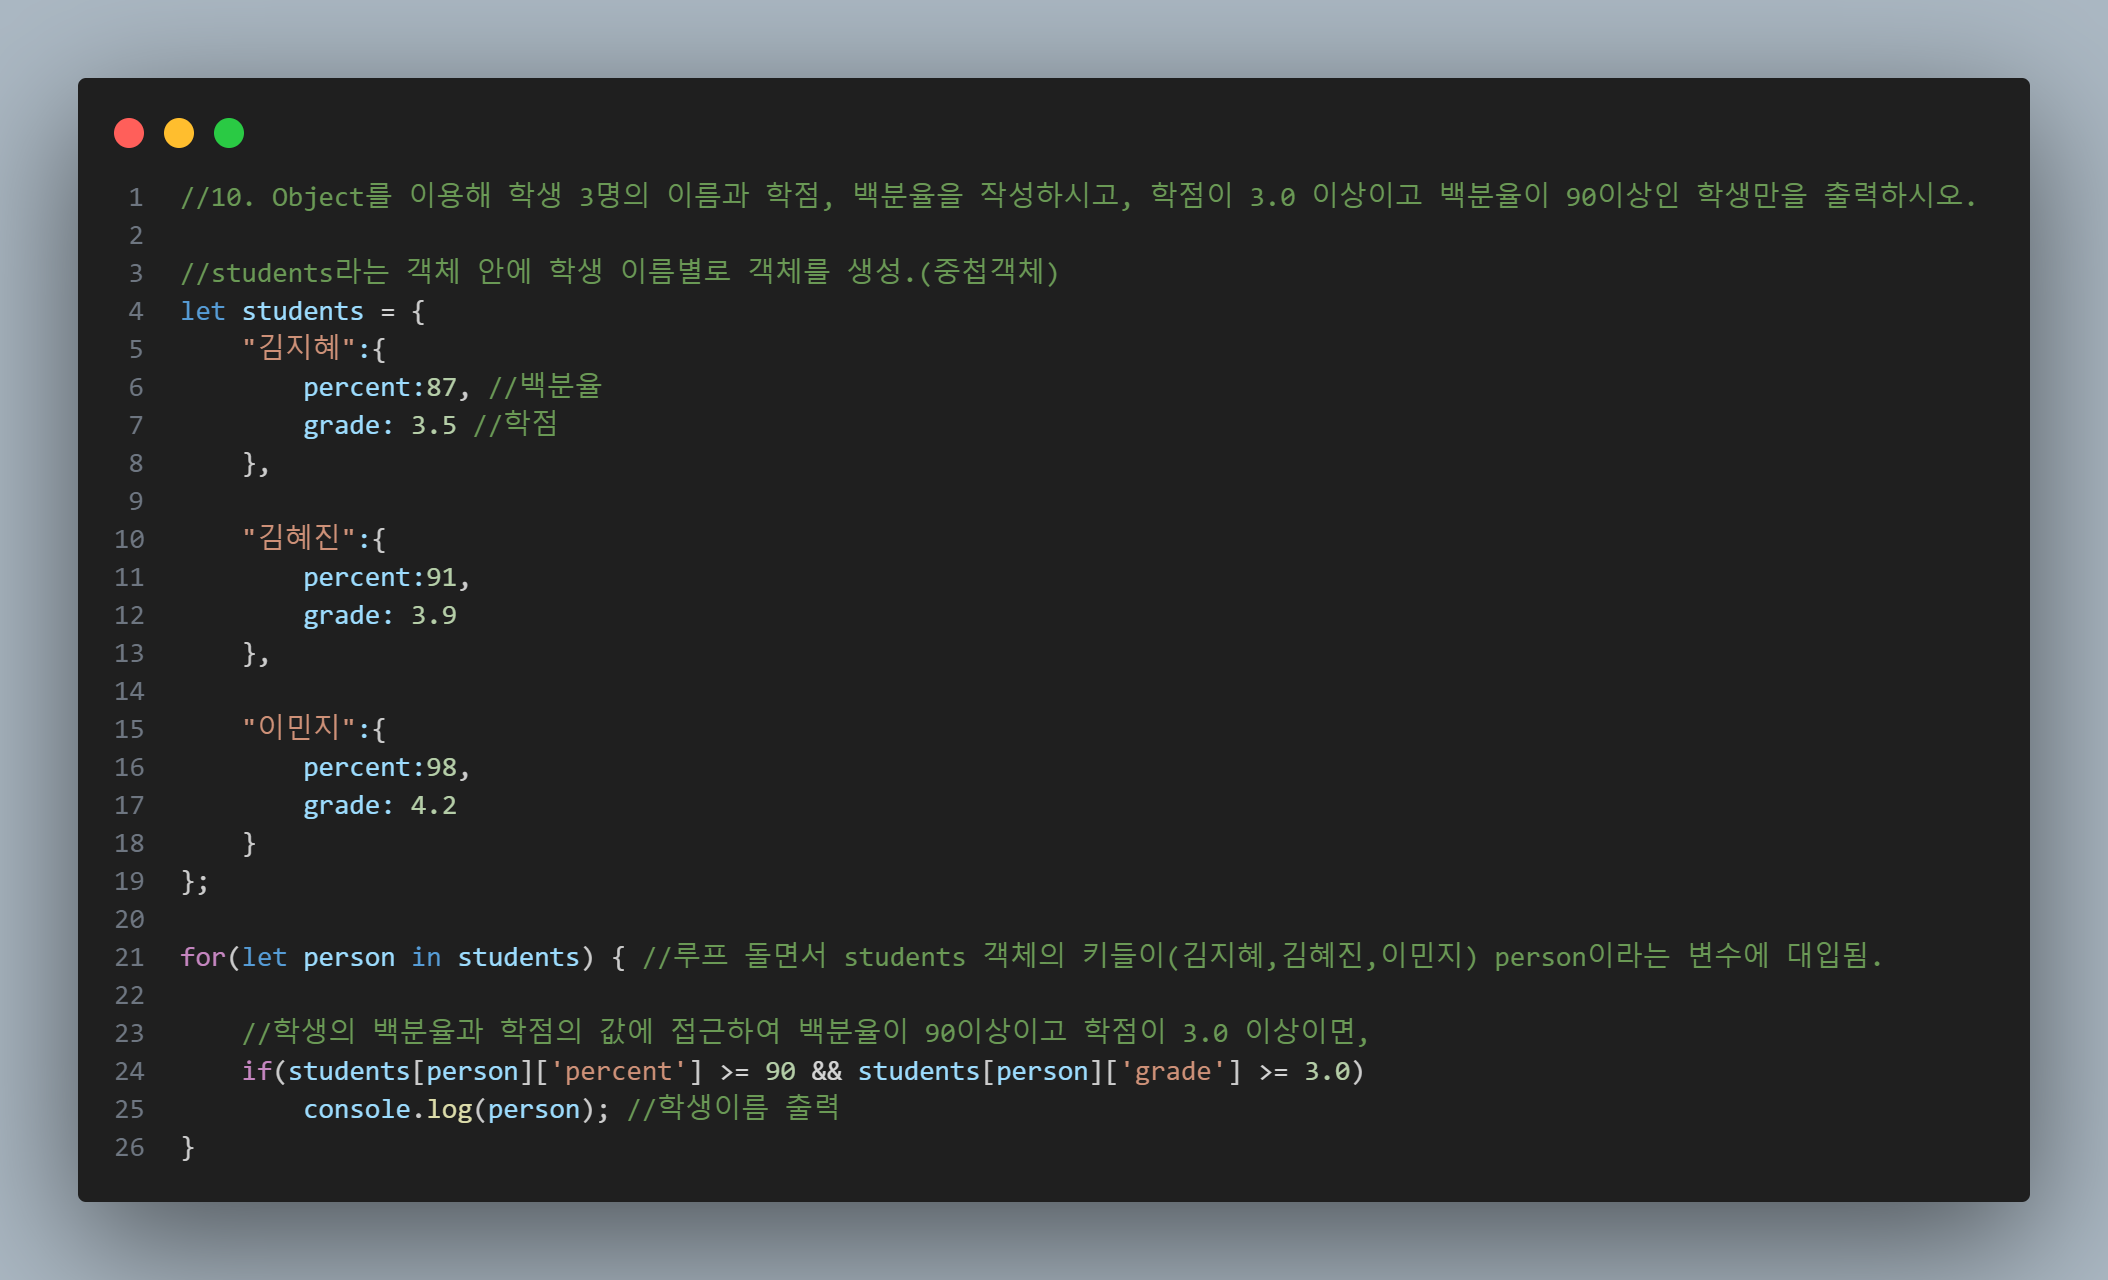 1 //10. Object를 이용해 학생 3명의 이름과 학점, 백분율을 작성하시고, 학점이 3.0 이상이고 백분율이 90이상인 학생만을 출력하시오.
2
3 //students라는 객체 안에 학생 이름별로 객체를 생성.(중첩객체)
4 let students = {
5     "김지혜":{
6         percent:87, //백분율
7         grade: 3.5 //학점
8     },
9
10     "김혜진":{
11         percent:91,
12         grade: 3.9
13     },
14
15     "이민지":{
16         percent:98,
17         grade: 4.2
18     }
19 };
20
21 for(let person in students) { //루프 돌면서 students 객체의 키들이(김지혜,김혜진,이민지) person이라는 변수에 대입됨.
22
23     //학생의 백분율과 학점의 값에 접근하여 백분율이 90이상이고 학점이 3.0 이상이면,
24     if(students[person]['percent'] >= 90 && students[person]['grade'] >= 3.0)
25         console.log(person); //학생이름 출력
26 }